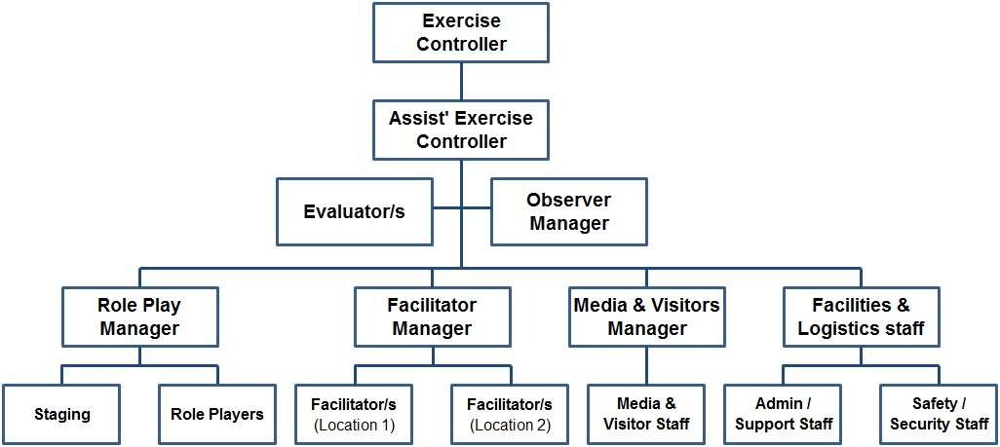 Exercise
Controller
Assist' Exercise
Controller
Evaluator/s
Observer
Manager
Role Play
Manager
Facilitator
Manager
Media & Visitors
Manager
Facilities &
Logistics staff
Staging
Role Players
Facilitator/s
(Location 1)
Facilitator/s
(Location 2)
Media &
Visitor Staff
Admin /
Support Staff
Safety /
Security Staff